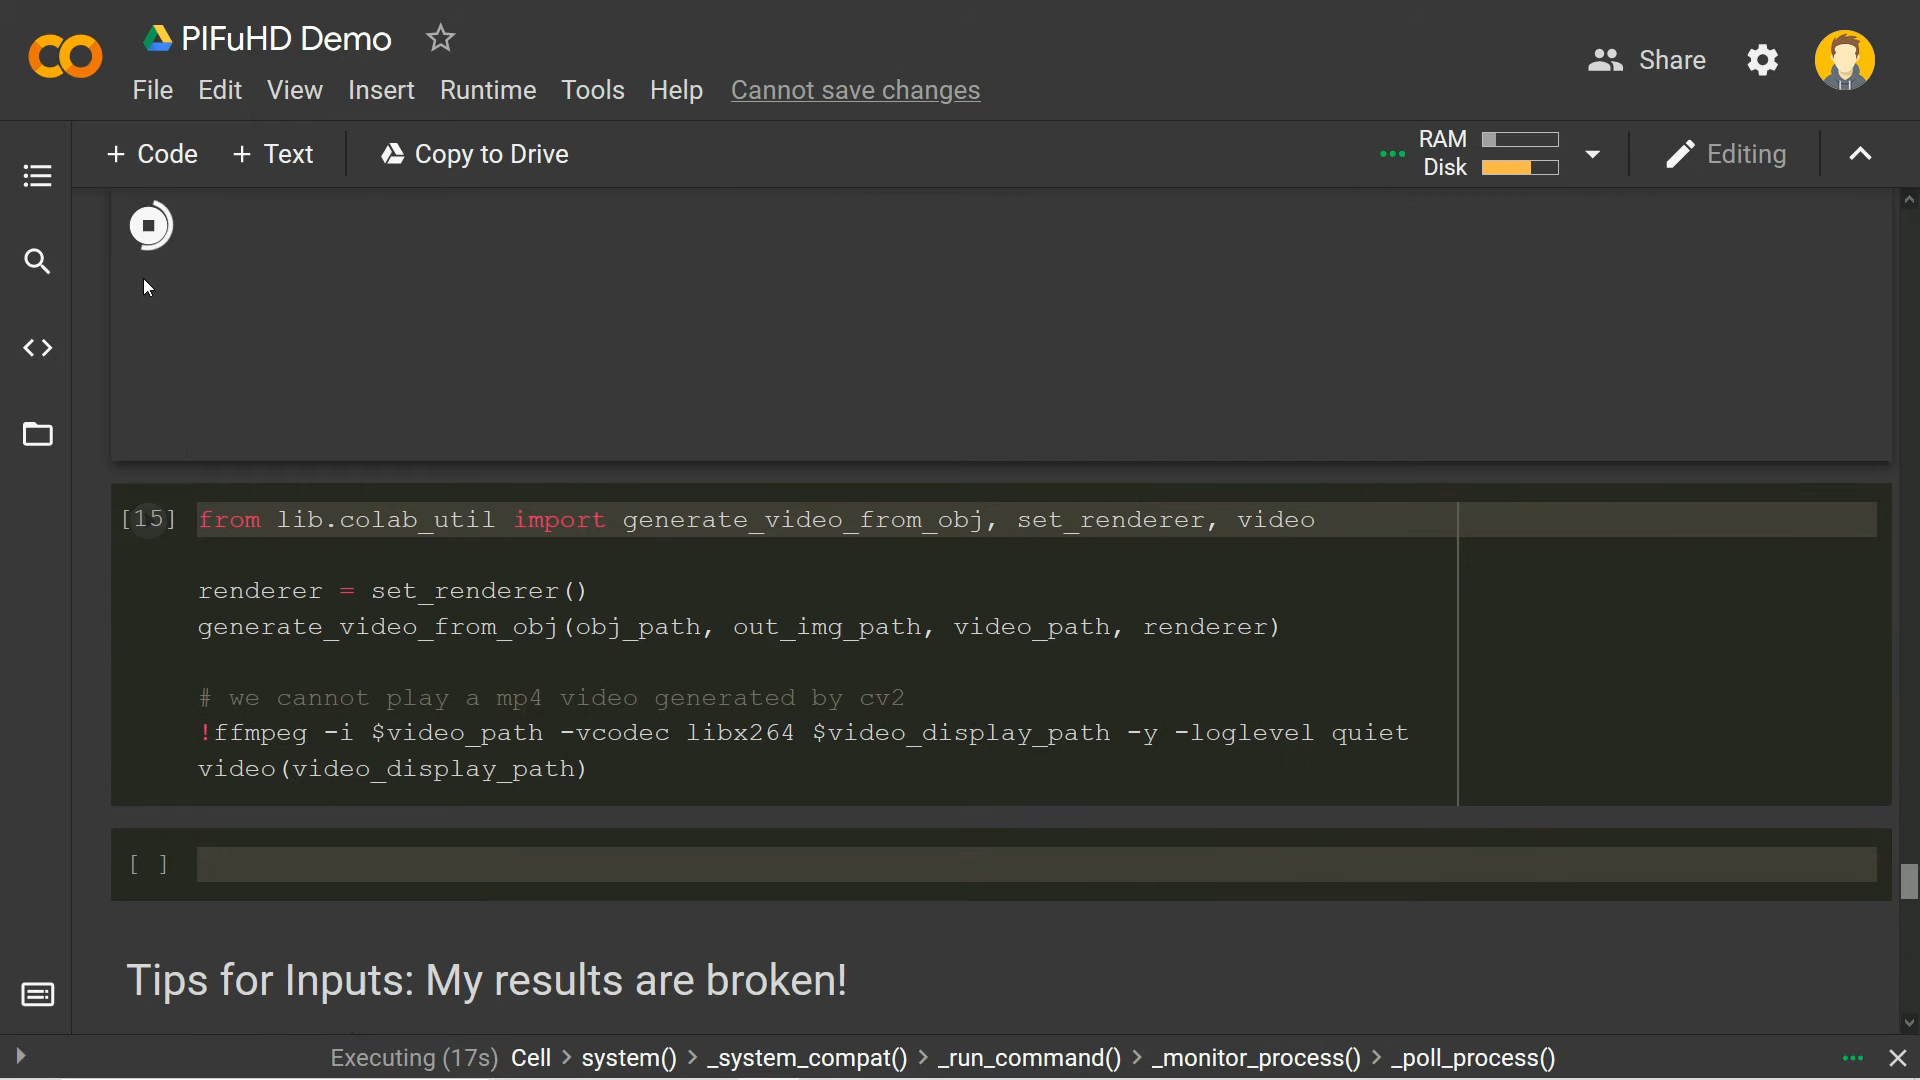 PIFuHD Demo
File Edit View Insert Runtime Tools Help Cannot save changes
Share
+ Code + Text Copy to Drive
RAM
Disk
Editing
[15] from lib.colab_util import generate_video_from_obj, set_renderer, video
renderer = set_renderer()
generate_video_from_obj(obj_path, out_img_path, video_path, renderer)
# we cannot play a mp4 video generated by cv2
!ffmpeg -i $video_path -vcodec libx264 $video_display_path -y -loglevel quiet
video(video_display_path)
[ ]
Tips for Inputs: My results are broken!
Executing (17s) Cell > system() > _system_compat() > _run_command() > _monitor_process() > _poll_process()